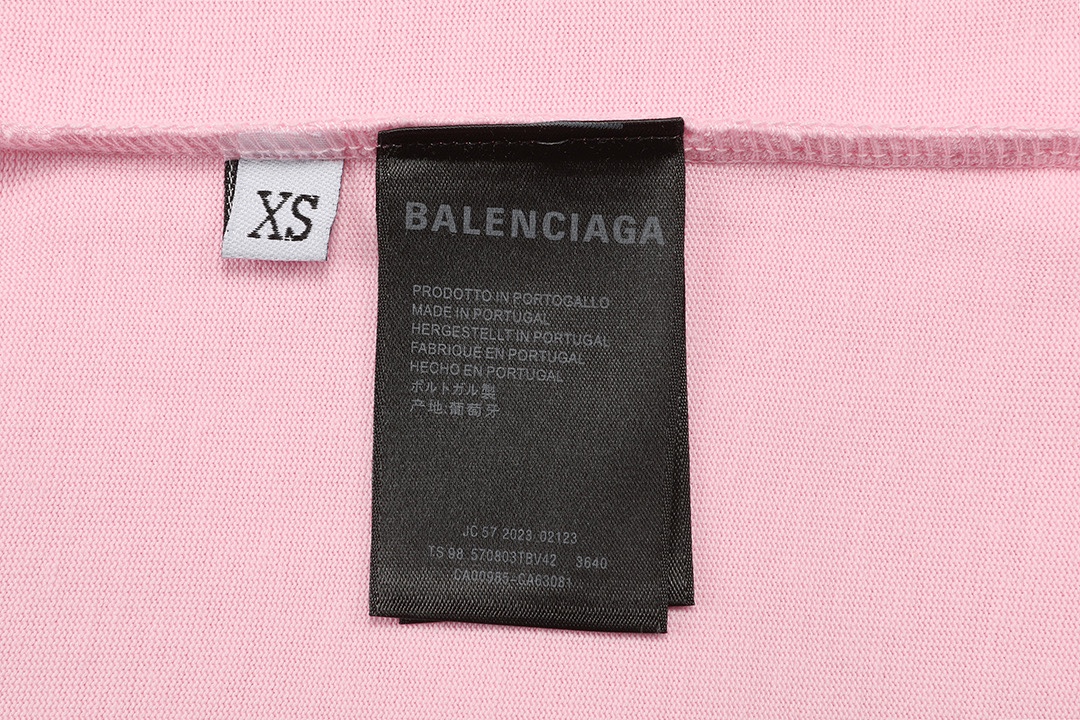 XS
BALENCIAGA
PRODOTTO IN PORTOGALLO
MADE IN PORTUGAL
HERGESTELLT IN PORTUGAL
FABRIQUE EN PORTUGAL
HECHO EN PORTUGAL
ポルトガル製
产地:葡萄牙
JC 57 2023 02123
TS 98 570803TBV42 3640
CA00985-CA63081